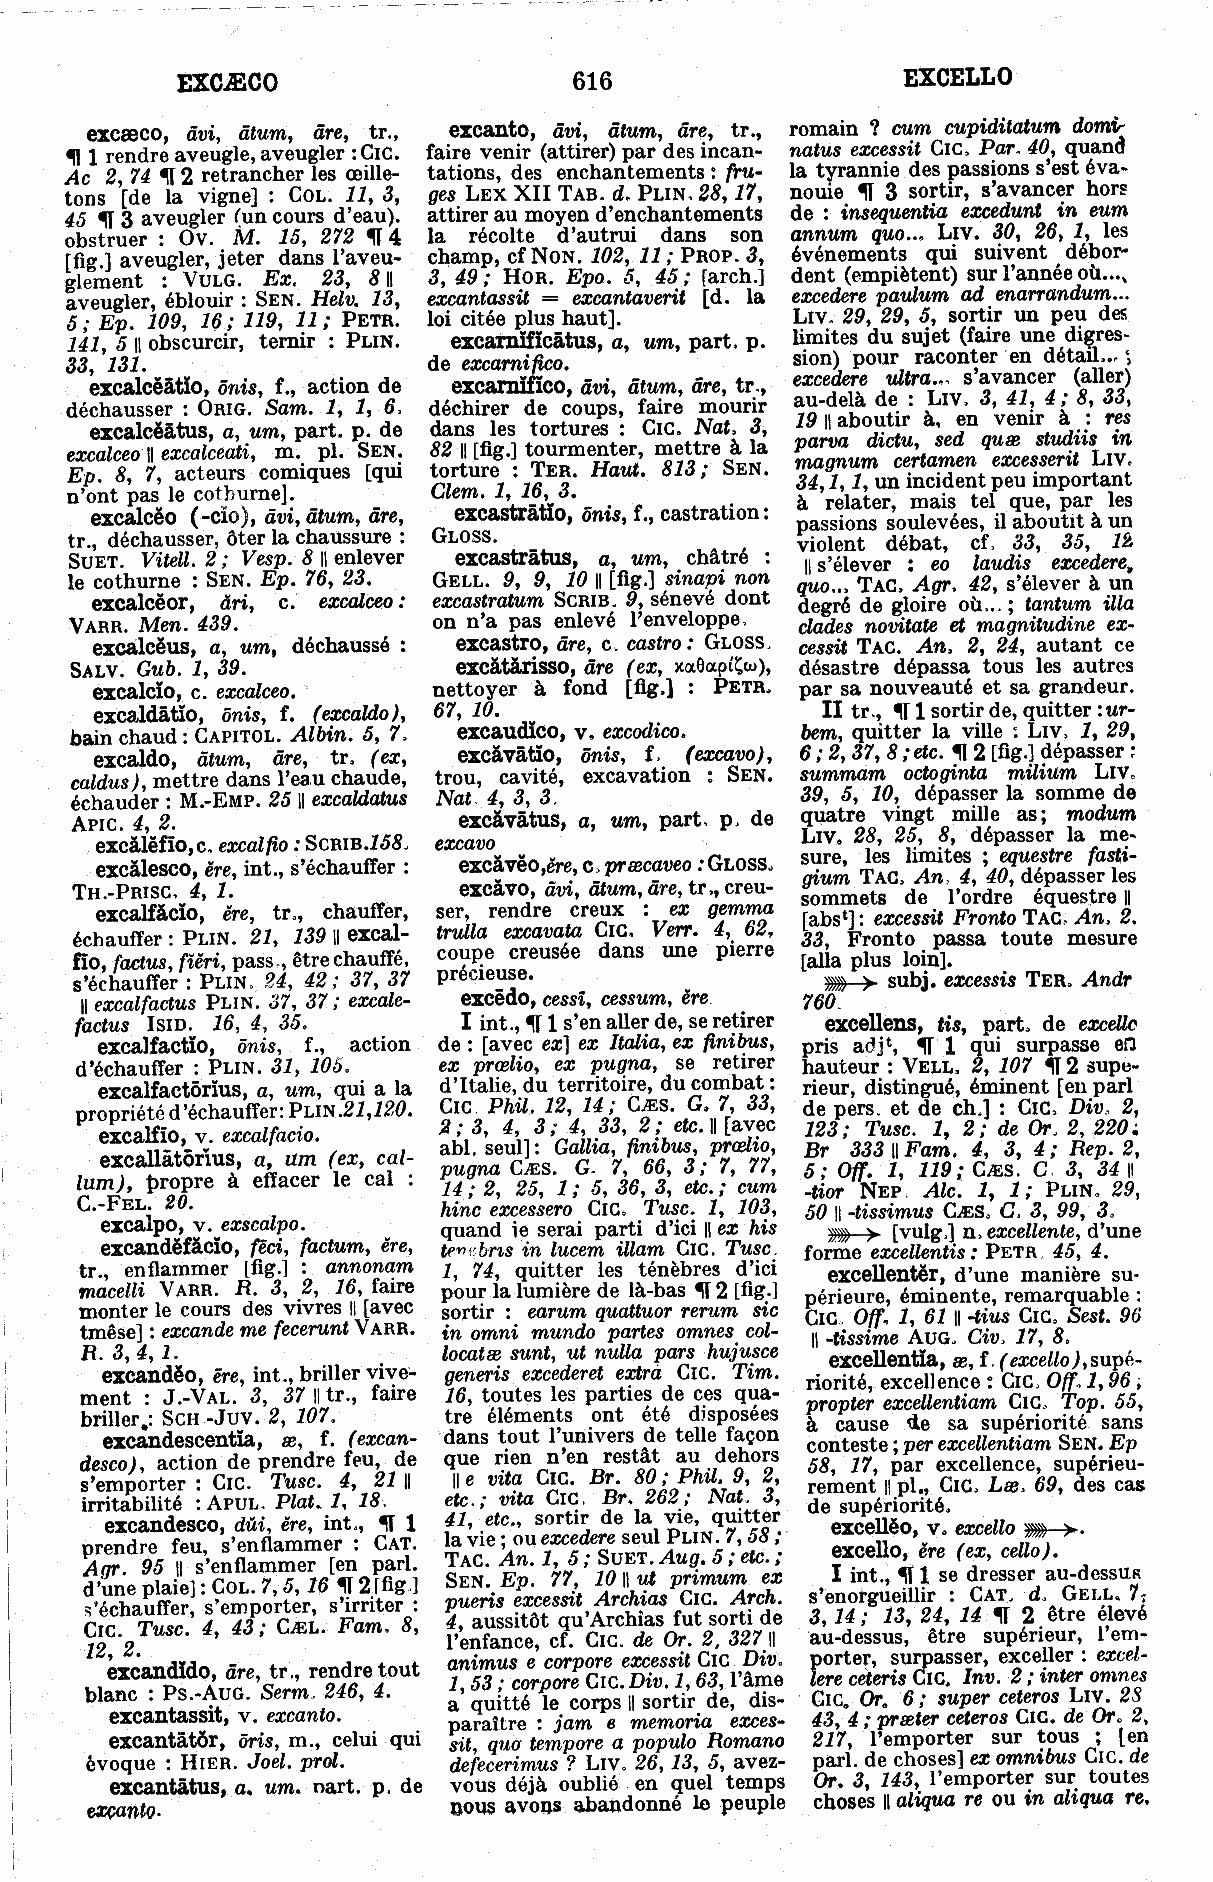 EXCÆCO
616
EXCELLO
excæco, āvi, ātum, āre, tr.,
¶ 1 rendre aveugle, aveugler : CIC.
Ac 2, 74 ¶ 2 retrancher les œille-
tons [de la vigne] : COL. 11, 3,
45 ¶ 3 aveugler (un cours d'eau).
obstruer : OV. M. 15, 272 ¶ 4
[fig.] aveugler, jeter dans l'aveu-
glement : VULG. Ex. 23, 8 ||
aveugler, éblouir : SEN. Helv. 13,
5 ; Ep. 109, 16 ; 119, 11 ; PETR.
141, 5 || obscurcir, ternir : PLIN.
33, 131.
excalcĕātĭo, ōnis, f., action de
déchausser : ORIG. Sam. 1, 1, 6.
excalcĕātus, a, um, part. p. de
excalceo || excalceati, m. pl. SEN.
Ep. 8, 7, acteurs comiques [qui
n'ont pas le cothurne].
excalcĕo (-cĭo), āvi, ātum, āre,
tr., déchausser, ôter la chaussure :
SUET. Vitell. 2 ; Vesp. 8 || enlever
le cothurne : SEN. Ep. 76, 23.
excalcĕor, āri, c. excalceo :
VARR. Men. 439.
excalcĕus, a, um, déchaussé :
SALV. Gub. 1, 39.
excalcĭo, c. excalceo.
excaldātĭo, ōnis, f. (excaldo),
bain chaud : CAPITOL. Albin. 5, 7.
excaldo, ātum, āre, tr. (ex,
caldus), mettre dans l'eau chaude,
échauder : M.-EMP. 25 || excaldatus
APIC. 4, 2.
excălĕfīo, c. excalfio : SCRIB. 158.
excălesco, ĕre, int., s'échauffer :
TH.-PRISC. 4, 1.
excalfăcĭo, ĕre, tr., chauffer,
échauffer : PLIN. 21, 139 || excal-
fīo, factus, fĭĕri, pass., être chauffé,
s'échauffer : PLIN. 24, 42 ; 37, 37
|| excalfactus PLIN. 37, 37 ; excale-
factus ISID. 16, 4, 35.
excalfactĭo, ōnis, f., action
d'échauffer : PLIN. 31, 105.
excalfactōrĭus, a, um, qui a la
propriété d'échauffer : PLIN. 21, 120.
excalfīo, v. excalfacio.
excallātōrĭus, a, um (ex, cal-
lum), propre à effacer le cal :
C.-FEL. 20.
excalpo, v. exscalpo.
excandĕfăcĭo, fēci, factum, ĕre,
tr., enflammer [fig.] : annonam
macelli VARR. R. 3, 2, 16, faire
monter le cours des vivres || [avec
tmêse] : excande me fecerunt VARR.
R. 3, 4, 1.
excandĕo, ēre, int., briller vive-
ment : J.-VAL. 3, 37 || tr., faire
briller : SCH-JUV. 2, 107.
excandescentĭa, æ, f. (excan-
desco), action de prendre feu, de
s'emporter : CIC. Tusc. 4, 21 ||
irritabilité : APUL. Plat. 1, 18.
excandesco, dŭi, ĕre, int., ¶ 1
prendre feu, s'enflammer : CAT.
Agr. 95 || s'enflammer [en parl.
d'une plaie] : COL. 7, 5, 16 ¶ 2 [fig.]
s'échauffer, s'emporter, s'irriter :
CIC. Tusc. 4, 43 ; CÆL. Fam. 8,
12, 2.
excandĭdo, āre, tr., rendre tout
blanc : PS.-AUG. Serm. 246, 4.
excantassit, v. excanto.
excantātŏr, ōris, m., celui qui
évoque : HIER. Joel. prol.
excantātus, a, um, part. p. de
excanto.
excanto, āvi, ātum, āre, tr.,
faire venir (attirer) par des incan-
tations, des enchantements : fru-
ges LEX XII TAB. d. PLIN. 28, 17,
attirer au moyen d'enchantements
la récolte d'autrui dans son
champ, cf NON. 102, 11 ; PROP. 3,
3, 49 ; HOR. Epo. 5, 45 ; [arch.]
excantassit = excantaverit [d. la
loi citée plus haut].
excarnĭfĭcātus, a, um, part. p.
de excarnifico.
excarnĭfĭco, āvi, ātum, āre, tr.,
déchirer de coups, faire mourir
dans les tortures : CIC. Nat. 3,
82 || [fig.] tourmenter, mettre à la
torture : TER. Haut. 813 ; SEN.
Clem. 1, 16, 3.
excastrātĭo, ōnis, f., castration :
GLOSS.
excastrātus, a, um, châtré :
GELL. 9, 9, 10 || [fig.] sinapi non
excastratum SCRIB. 9, sénevé dont
on n'a pas enlevé l'enveloppe.
excastro, āre, c. castro : GLOSS.
excătărisso, āre (ex, καθαρίζω),
nettoyer à fond [fig.] : PETR.
67, 10.
excaudĭco, v. excodico.
excăvātĭo, ōnis, f. (excavo),
trou, cavité, excavation : SEN.
Nat. 4, 3, 3.
excăvātus, a, um, part. p. de
excavo
excăvĕo, ēre, c. præcaveo : GLOSS.
excăvo, āvi, ātum, āre, tr., creu-
ser, rendre creux : ex gemma
trulla excavata CIC. Verr. 4, 62,
coupe creusée dans une pierre
précieuse.
excēdo, cessī, cessum, ĕre.
I int., ¶ 1 s'en aller de, se retirer
de : [avec ex] ex Italia, ex finibus,
ex prœlio, ex pugna, se retirer
d'Italie, du territoire, du combat :
CIC. Phil. 12, 14 ; CÆS. G. 7, 33,
2 ; 3, 4, 3 ; 4, 33, 2 ; etc. || [avec
abl. seul] : Gallia, finibus, prœlio,
pugna CÆS. G. 7, 66, 3 ; 7, 77,
14 ; 2, 25, 1 ; 5, 36, 3, etc. ; cum
hinc excessero CIC. Tusc. 1, 103,
quand je serai parti d'ici || ex his
tenebris in lucem illam CIC. Tusc.
1, 74, quitter les ténèbres d'ici
pour la lumière de là-bas ¶ 2 [fig.]
sortir : earum quattuor rerum sic
in omni mundo partes omnes col-
locatæ sunt, ut nulla pars hujusce
generis excederet extra CIC. Tim.
16, toutes les parties de ces qua-
tre éléments ont été disposées
dans tout l'univers de telle façon
que rien n'en restât au dehors
|| e vita CIC. Br. 80 ; Phil. 9, 2,
etc. ; vita CIC. Br. 262 ; Nat. 3,
41, etc., sortir de la vie, quitter
la vie ; ou excedere seul PLIN. 7, 58 ;
TAC. An. 1, 5 ; SUET. Aug. 5 ; etc. ;
SEN. Ep. 77, 10 || ut primum ex
pueris excessit Archias CIC. Arch.
4, aussitôt qu'Archias fut sorti de
l'enfance, cf. CIC. de Or. 2, 327 ||
animus e corpore excessit CIC Div.
1, 53 ; corpore CIC. Div. 1, 63, l'âme
a quitté le corps || sortir de, dis-
paraître : jam e memoria exces-
sit, quo tempore a populo Romano
defecerimus ? LIV. 26, 13, 5, avez-
vous déjà oublié en quel temps
nous avons abandonné le peuple
romain ? cum cupiditatum domi-
natus excessit CIC. Par. 40, quand
la tyrannie des passions s'est éva-
nouie ¶ 3 sortir, s'avancer hors
de : insequentia excedunt in eum
annum quo... LIV. 30, 26, 1, les
événements qui suivent débor-
dent (empiètent) sur l'année où...,
excedere paulum ad enarrandum...
LIV. 29, 29, 5, sortir un peu des
limites du sujet (faire une digres-
sion) pour raconter en détail... ;
excedere ultra... s'avancer (aller)
au-delà de : LIV. 3, 41, 4 ; 8, 33,
19 || aboutir à, en venir à : res
parva dictu, sed quæ studiis in
magnum certamen excesserit LIV.
34, 1, 1, un incident peu important
à relater, mais tel que, par les
passions soulevées, il aboutit à un
violent débat, cf. 33, 35, 12
|| s'élever : eo laudis excedere,
quo... TAC. Agr. 42, s'élever à un
degré de gloire où... ; tantum illa
clades novitate et magnitudine ex-
cessit TAC. An. 2, 24, autant ce
désastre dépassa tous les autres
par sa nouveauté et sa grandeur.
II tr., ¶ 1 sortir de, quitter : ur-
bem, quitter la ville : LIV. 1, 29,
6 ; 2, 37, 8 ; etc. ¶ 2 [fig.] dépasser :
summam octoginta milium LIV.
39, 5, 10, dépasser la somme de
quatre vingt mille as ; modum
LIV. 28, 25, 8, dépasser la me-
sure, les limites ; equestre fasti-
gium TAC. An. 4, 40, dépasser les
sommets de l'ordre équestre ||
[absᵗ] : excessit Fronto TAC. An. 2.
33, Fronto passa toute mesure
[alla plus loin].
⟫⟶ subj. excessis TER. Andr
760.
excellens, tis, part. de excello
pris adjᵗ, ¶ 1 qui surpasse en
hauteur : VELL. 2, 107 ¶ 2 supé-
rieur, distingué, éminent [en parl
de pers. et de ch.] : CIC. Div. 2,
123 ; Tusc. 1, 2 ; de Or. 2, 220 ;
Br 333 || Fam. 4, 3, 4 ; Rep. 2,
5 ; Off. 1, 119 ; CÆS. C. 3, 34 ||
-tior NEP. Alc. 1, 1 ; PLIN. 29,
50 || -tissimus CÆS. C. 3, 99, 3.
⟫⟶ [vulg.] n. excellente, d'une
forme excellentis : PETR. 45, 4.
excellentĕr, d'une manière su-
périeure, éminente, remarquable :
CIC. Off. 1, 61 || -tius CIC. Sest. 96
|| -tissime AUG. Civ. 17, 8.
excellentĭa, æ, f. (excello), supé-
riorité, excellence : CIC. Off. 1, 96 ;
propter excellentiam CIC. Top. 55,
à cause de sa supériorité sans
conteste ; per excellentiam SEN. Ep
58, 17, par excellence, supérieu-
rement || pl., CIC. Læ. 69, des cas
de supériorité.
excellĕo, v. excello ⟫⟶.
excello, ĕre (ex, cello).
I int., ¶ 1 se dresser au-dessus
s'enorgueillir : CAT. d. GELL. 7,
3, 14 ; 13, 24, 14 ¶ 2 être élevé
au-dessus, être supérieur, l'em-
porter, surpasser, exceller : excel-
lere ceteris CIC. Inv. 2 ; inter omnes
CIC. Or. 6 ; super ceteros LIV. 28
43, 4 ; præter ceteros CIC. de Or. 2,
217, l'emporter sur tous ; [en
parl. de choses] ex omnibus CIC. de
Or. 3, 143, l'emporter sur toutes
choses || aliqua re ou in aliqua re,